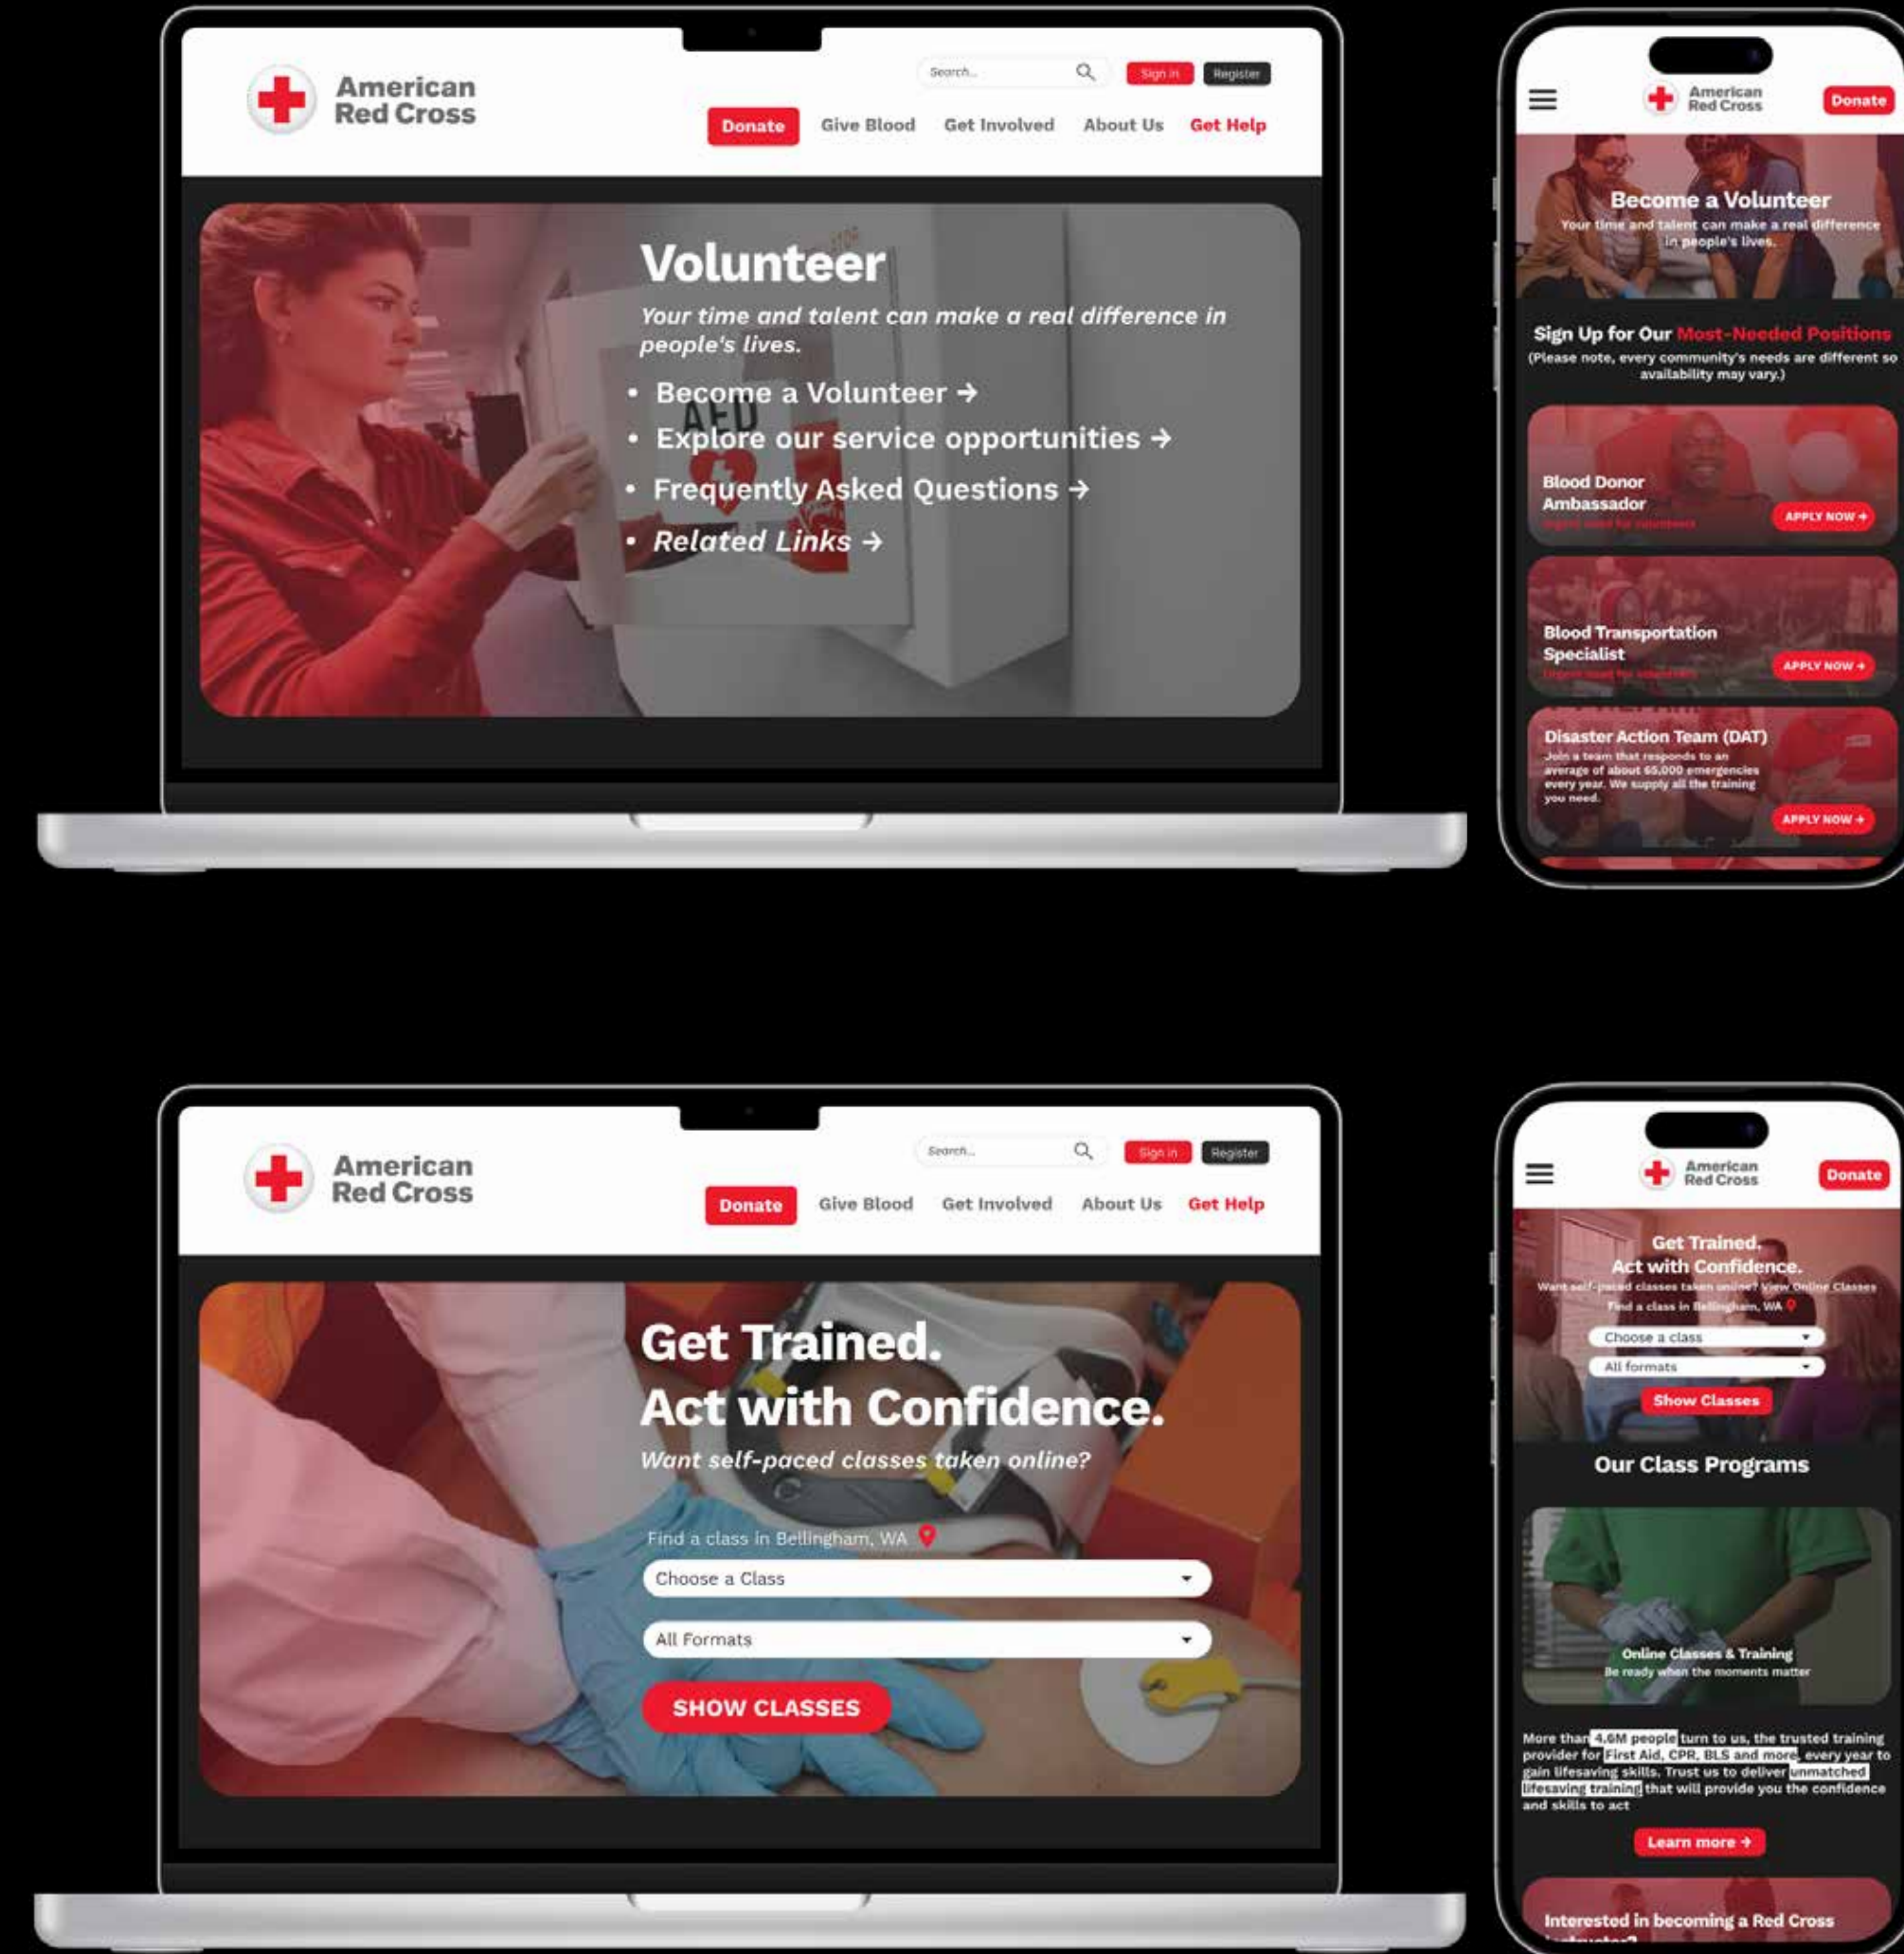 American
Red Cross
Search...
Sign in
Register
Donate
Give Blood
Get Involved
About Us
Get Help
Volunteer
Your time and talent can make a real difference in
people's lives.
• Become a Volunteer →
• Explore our service opportunities →
• Frequently Asked Questions →
• Related Links →
AED
American
Red Cross
Donate
Become a Volunteer
Your time and talent can make a real difference
in people's lives.
Sign Up for Our Most-Needed Positions
(Please note, every community's needs are different so
availability may vary.)
Blood Donor
Ambassador
Urgent need for volunteers
APPLY NOW →
Blood Transportation
Specialist
Urgent need for volunteers
APPLY NOW →
Disaster Action Team (DAT)
Join a team that responds to an
average of about 65,000 emergencies
every year. We supply all the training
you need.
APPLY NOW →
American
Red Cross
Search...
Sign in
Register
Donate
Give Blood
Get Involved
About Us
Get Help
Get Trained.
Act with Confidence.
Want self-paced classes taken online?
Find a class in Bellingham, WA
Choose a Class
All Formats
SHOW CLASSES
American
Red Cross
Donate
Get Trained.
Act with Confidence.
Want self-paced classes taken online? View Online Classes
Find a class in Bellingham, WA
Choose a class
All formats
Show Classes
Our Class Programs
Online Classes & Training
Be ready when the moments matter
More than 4.6M people turn to us, the trusted training
provider for First Aid, CPR, BLS and more, every year to
gain lifesaving skills. Trust us to deliver unmatched
lifesaving training that will provide you the confidence
and skills to act
Learn more →
Interested in becoming a Red Cross